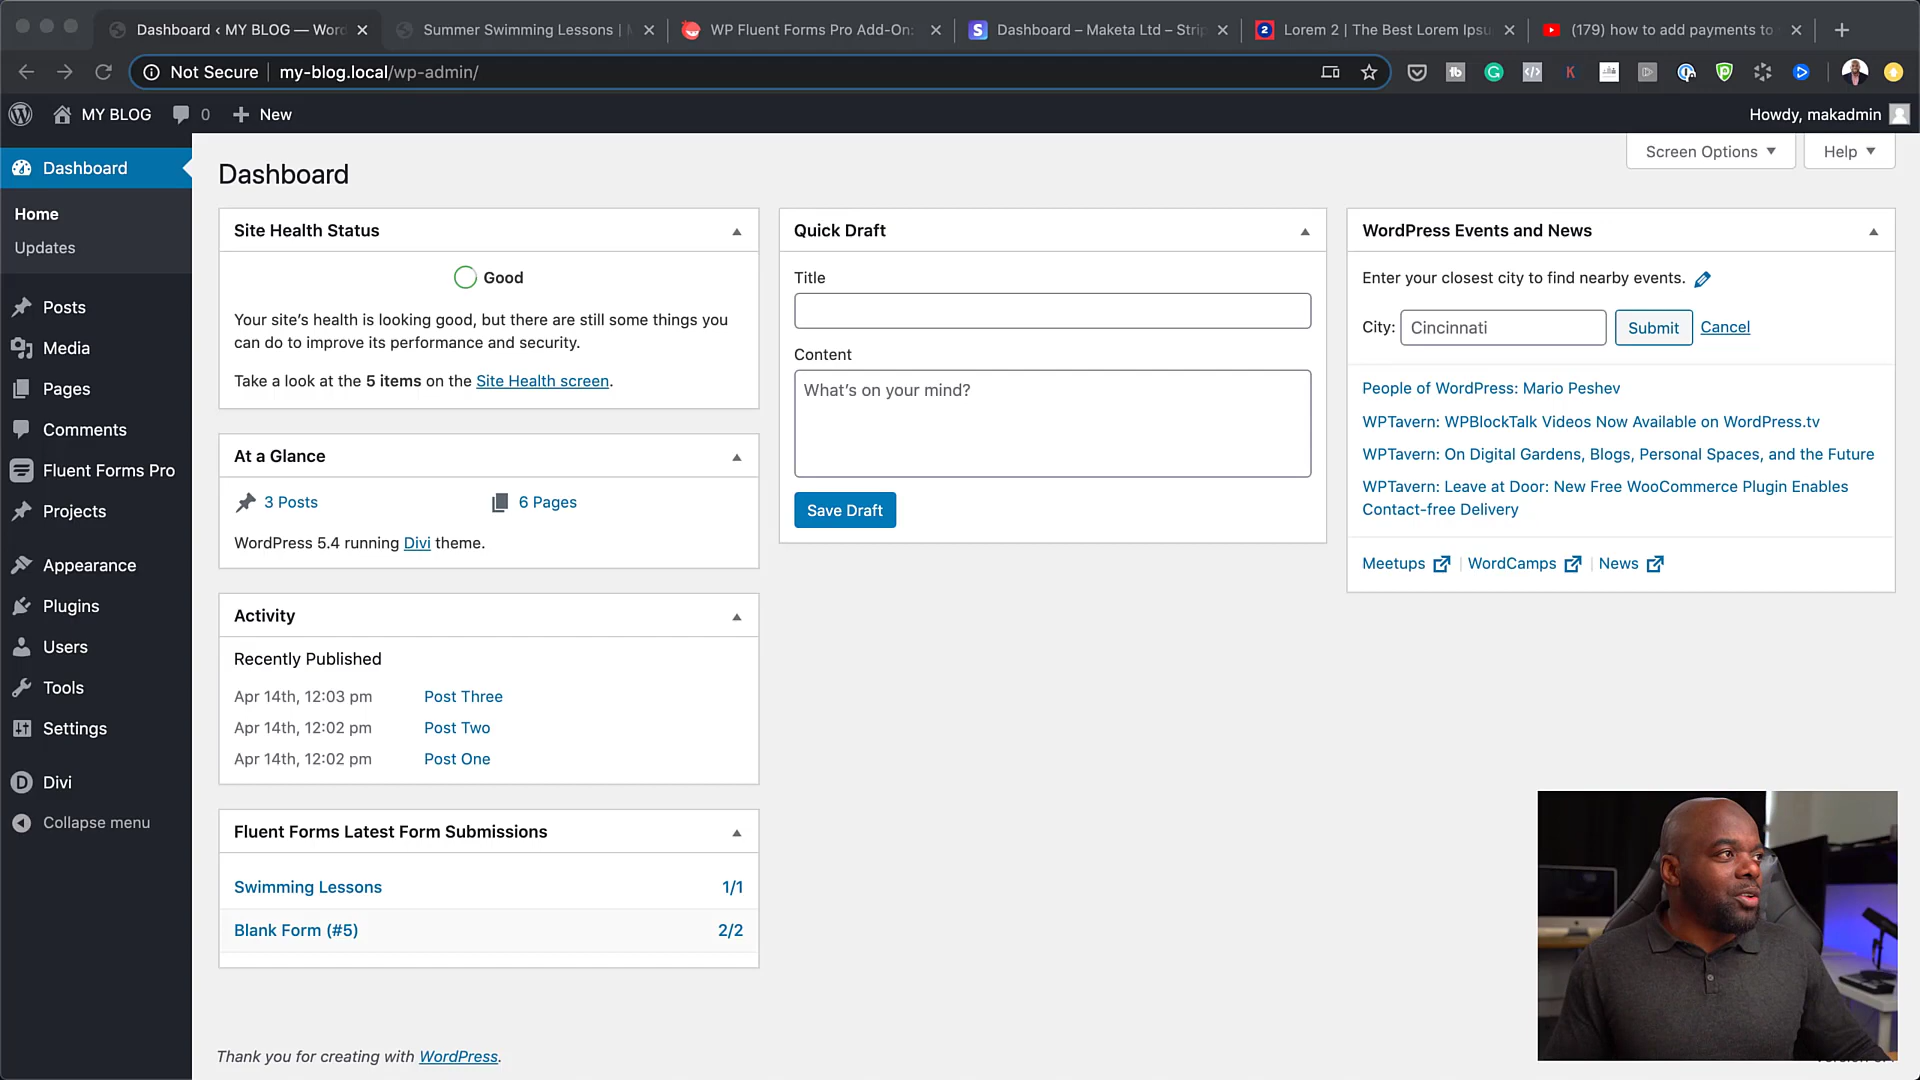 Dashboard ‹ MY BLOG — Wor
Summer Swimming Lessons |
WP Fluent Forms Pro Add-On:
Dashboard – Maketa Ltd – Strip
Lorem 2 | The Best Lorem Ipsu
(179) how to add payments to
Not Secure
my-blog.local/wp-admin/
MY BLOG
0
New
Howdy, makadmin
Dashboard
Home
Updates
Posts
Media
Pages
Comments
Fluent Forms Pro
Projects
Appearance
Plugins
Users
Tools
Settings
Divi
Collapse menu
Screen Options
Help
Dashboard
Site Health Status
Good
Your site’s health is looking good, but there are still some things you
can do to improve its performance and security.
Take a look at the 5 items on the Site Health screen.
At a Glance
3 Posts
6 Pages
WordPress 5.4 running Divi theme.
Activity
Recently Published
Apr 14th, 12:03 pm
Post Three
Apr 14th, 12:02 pm
Post Two
Apr 14th, 12:02 pm
Post One
Fluent Forms Latest Form Submissions
Swimming Lessons
1/1
Blank Form (#5)
2/2
Quick Draft
Title
Content
What’s on your mind?
Save Draft
WordPress Events and News
Enter your closest city to find nearby events.
City:
Cincinnati
Submit
Cancel
People of WordPress: Mario Peshev
WPTavern: WPBlockTalk Videos Now Available on WordPress.tv
WPTavern: On Digital Gardens, Blogs, Personal Spaces, and the Future
WPTavern: Leave at Door: New Free WooCommerce Plugin Enables
Contact-free Delivery
Meetups
WordCamps
News
Thank you for creating with WordPress.